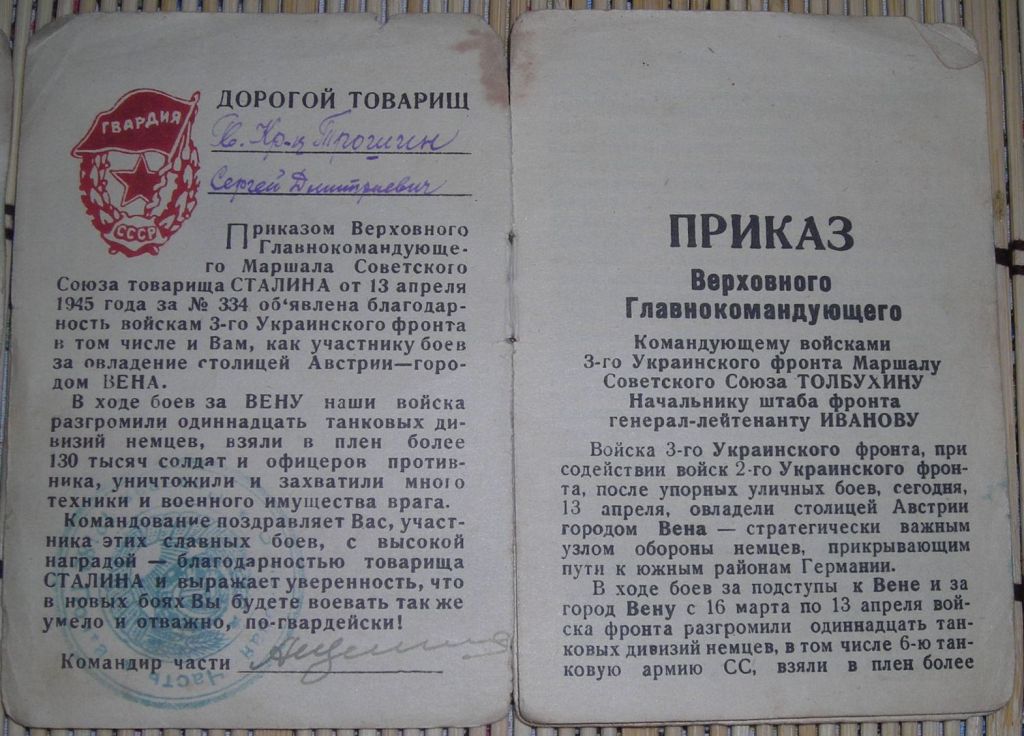 ГВАРДИЯ
СССР
ДОРОГОЙ ТОВАРИЩ
Гв. Кр-ц Трошин
Сергей Дмитриевич
Приказом Верховного
Главнокомандующе-
го Маршала Советского
Союза товарища СТАЛИНА от 13 апреля
1945 года за № 334 об'явлена благодар-
ность войскам 3-го Украинского фронта
в том числе и Вам, как участнику боев
за овладение столицей Австрии—горо-
дом ВЕНА.
В ходе боев за ВЕНУ наши войска
разгромили одиннадцать танковых ди-
визий немцев, взяли в плен более
130 тысяч солдат и офицеров против-
ника, уничтожили и захватили много
техники и военного имущества врага.
Командование поздравляет Вас, участ-
ника этих славных боев, с высокой
наградой — благодарностью товарища
СТАЛИНА и выражает уверенность, что
в новых боях Вы будете воевать так же
умело и отважно, по-гвардейски!
Командир части
Часть
ПРИКАЗ
Верховного
Главнокомандующего
Командующему войсками
3-го Украинского фронта Маршалу
Советского Союза ТОЛБУХИНУ
Начальнику штаба фронта
генерал-лейтенанту ИВАНОВУ
Войска 3-го Украинского фронта, при
содействии войск 2-го Украинского фрон-
та, после упорных уличных боев, сегодня,
13 апреля, овладели столицей Австрии
городом Вена — стратегически важным
узлом обороны немцев, прикрывающим
пути к южным районам Германии.
В ходе боев за подступы к Вене и за
город Вену с 16 марта по 13 апреля вой-
ска фронта разгромили одиннадцать тан-
ковых дивизий немцев, в том числе 6-ю тан-
ковую армию СС, взяли в плен более